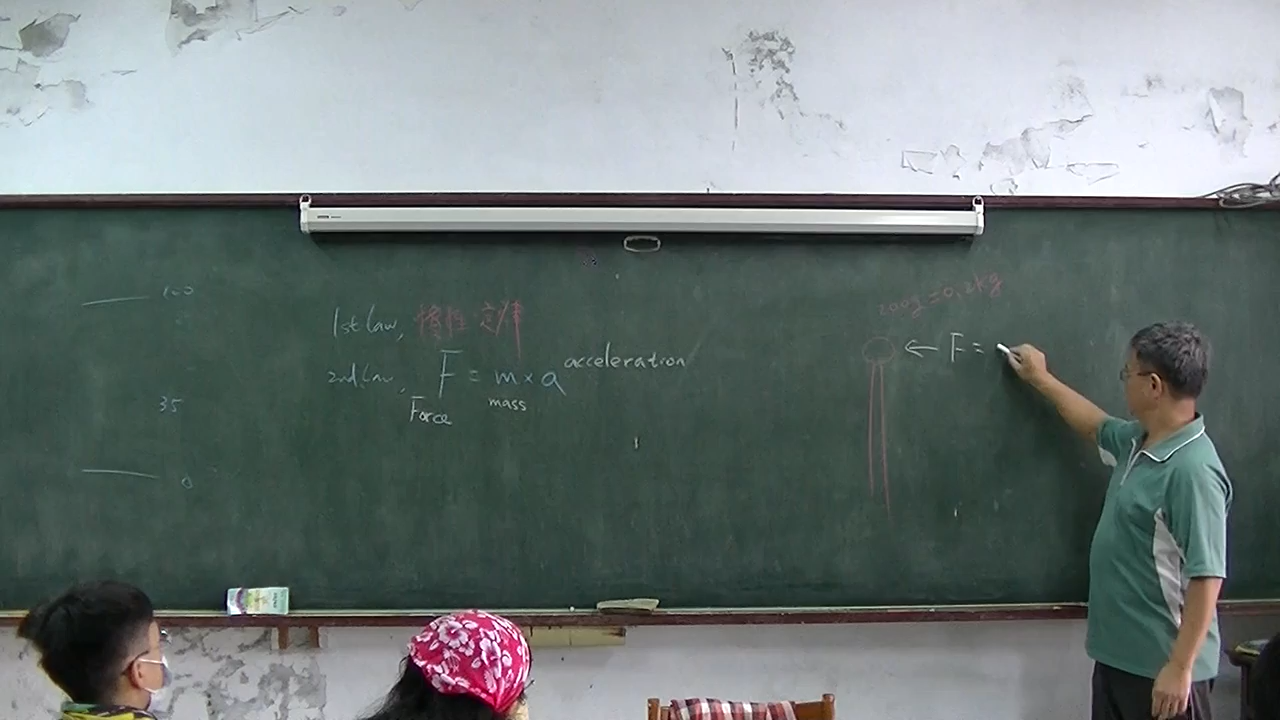 100
35
0
1st Law, 慣性定律
2nd Law, F = m × a acceleration
Force mass
200g = 0.2kg
← F =